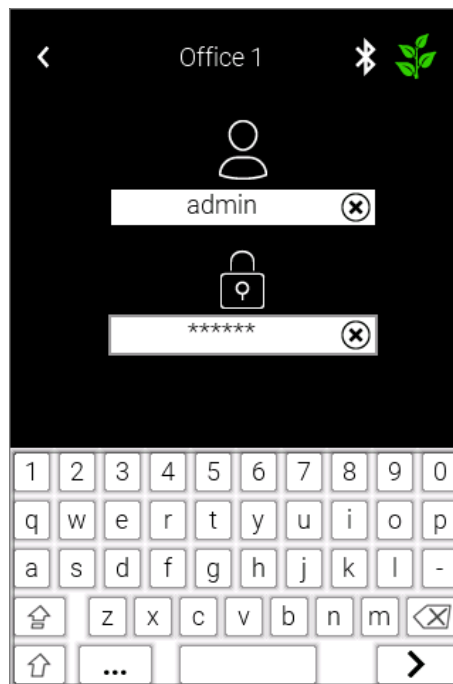 Office 1
admin
******
1 2 3 4 5 6 7 8 9 0
q w e r t y u i o p
a s d f g h j k l -
z x c v b n m
...